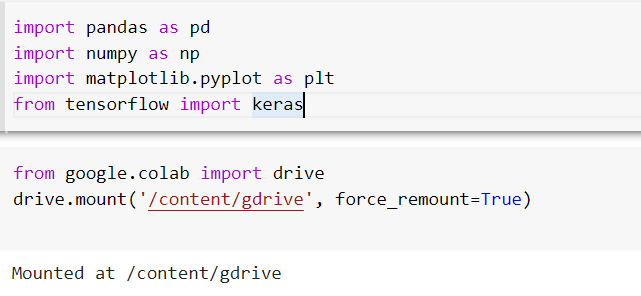 import pandas as pd
import numpy as np
import matplotlib.pyplot as plt
from tensorflow import keras
from google.colab import drive
drive.mount('/content/gdrive', force_remount=True)
Mounted at /content/gdrive